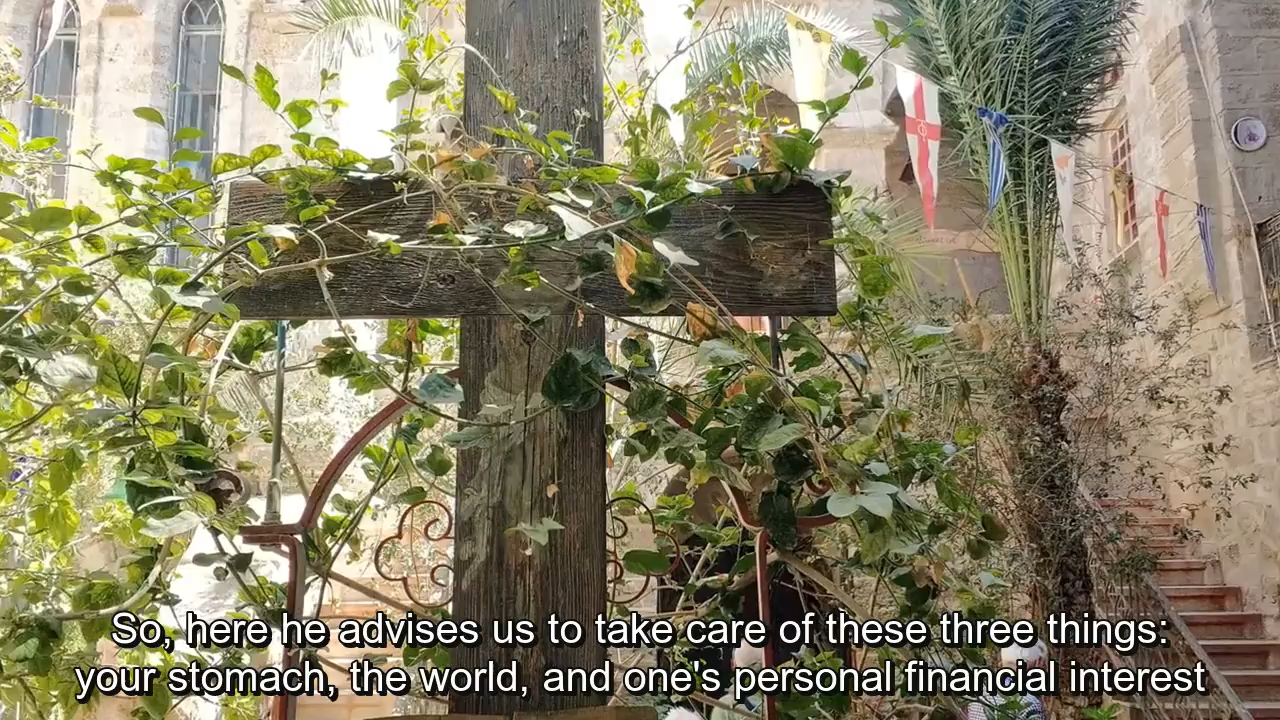 So, here he advises us to take care of these three things:
your stomach, the world, and one's personal financial interest